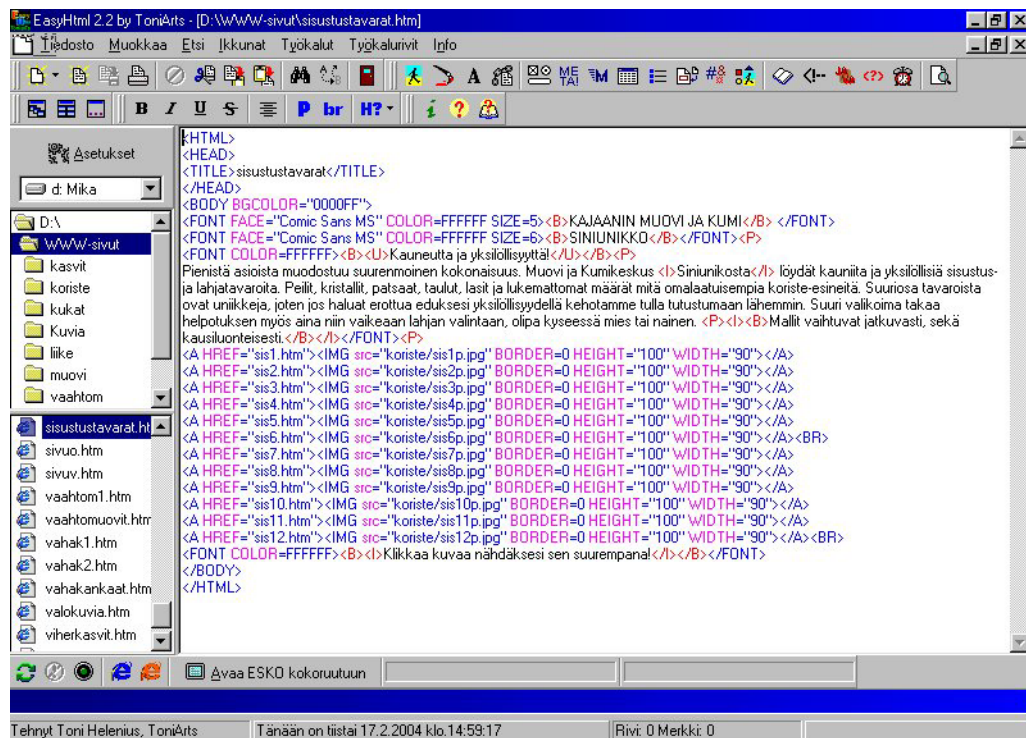 EasyHtml 2.2 by ToniArts - [D:\WWW-sivut\sisustustavarat.htm]
Tiedosto Muokkaa Etsi Ikkunat Työkalut Työkalurivit Info
A ME TAI M #& <!-- <?>
B I U S P br H? i ?
Asetukset
d: Mika
D:\
WWW-sivut
kasvit
koriste
kukat
Kuvia
liike
muovi
vaahtom
sisustustavarat.ht
sivuo.htm
sivuv.htm
vaahtom1.htm
vaahtomuovit.htm
vahak1.htm
vahak2.htm
vahakankaat.htm
valokuvia.htm
viherkasvit.htm
<HTML>
<HEAD>
<TITLE>sisustustavarat</TITLE>
</HEAD>
<BODY BGCOLOR="0000FF">
<FONT FACE="Comic Sans MS" COLOR=FFFFFF SIZE=5><B>KAJAANIN MUOVI JA KUMI</B> </FONT>
<FONT FACE="Comic Sans MS" COLOR=FFFFFF SIZE=6><B>SINIUNIKKO</B></FONT><P>
<FONT COLOR=FFFFFF><B><U>Kauneutta ja yksilöllisyyttä!</U></B><P>
Pienistä asioista muodostuu suurenmoinen kokonaisuus. Muovi ja Kumikeskus <I>Siniunikosta</I> löydät kauniita ja yksilöllisiä sisustus-
ja lahjatavaroita. Peilit, kristallit, patsaat, taulut, lasit ja lukemattomat määrät mitä omalaatuisempia koriste-esineitä. Suuriosa tavaroista
ovat uniikkeja, joten jos haluat erottua eduksesi yksilöllisyydellä kehotamme tulla tutustumaan lähemmin. Suuri valikoima takaa
helpotuksen myös aina niin vaikeaan lahjan valintaan, olipa kyseessä mies tai nainen. <P><I><B>Mallit vaihtuvat jatkuvasti, sekä
kausiluonteisesti.</B></I></FONT><P>
<A HREF="sis1.htm"><IMG src="koriste/sis1p.jpg" BORDER=0 HEIGHT="100" WIDTH="90"></A>
<A HREF="sis2.htm"><IMG src="koriste/sis2p.jpg" BORDER=0 HEIGHT="100" WIDTH="90"></A>
<A HREF="sis3.htm"><IMG src="koriste/sis3p.jpg" BORDER=0 HEIGHT="100" WIDTH="90"></A>
<A HREF="sis4.htm"><IMG src="koriste/sis4p.jpg" BORDER=0 HEIGHT="100" WIDTH="90"></A>
<A HREF="sis5.htm"><IMG src="koriste/sis5p.jpg" BORDER=0 HEIGHT="100" WIDTH="90"></A>
<A HREF="sis6.htm"><IMG src="koriste/sis6p.jpg" BORDER=0 HEIGHT="100" WIDTH="90"></A><BR>
<A HREF="sis7.htm"><IMG src="koriste/sis7p.jpg" BORDER=0 HEIGHT="100" WIDTH="90"></A>
<A HREF="sis8.htm"><IMG src="koriste/sis8p.jpg" BORDER=0 HEIGHT="100" WIDTH="90"></A>
<A HREF="sis9.htm"><IMG src="koriste/sis9p.jpg" BORDER=0 HEIGHT="100" WIDTH="90"></A>
<A HREF="sis10.htm"><IMG src="koriste/sis10p.jpg" BORDER=0 HEIGHT="100" WIDTH="90"></A>
<A HREF="sis11.htm"><IMG src="koriste/sis11p.jpg" BORDER=0 HEIGHT="100" WIDTH="90"></A>
<A HREF="sis12.htm"><IMG src="koriste/sis12p.jpg" BORDER=0 HEIGHT="100" WIDTH="90"></A><BR>
<FONT COLOR=FFFFFF><B><I>Klikkaa kuvaa nähdäksesi sen suurempana!</I></B></FONT>
</BODY>
</HTML>
Avaa ESKO kokoruutuun
Tehnyt Toni Helenius, ToniArts Tänään on tiistai 17.2.2004 klo.14:59:17 Rivi: 0 Merkki: 0